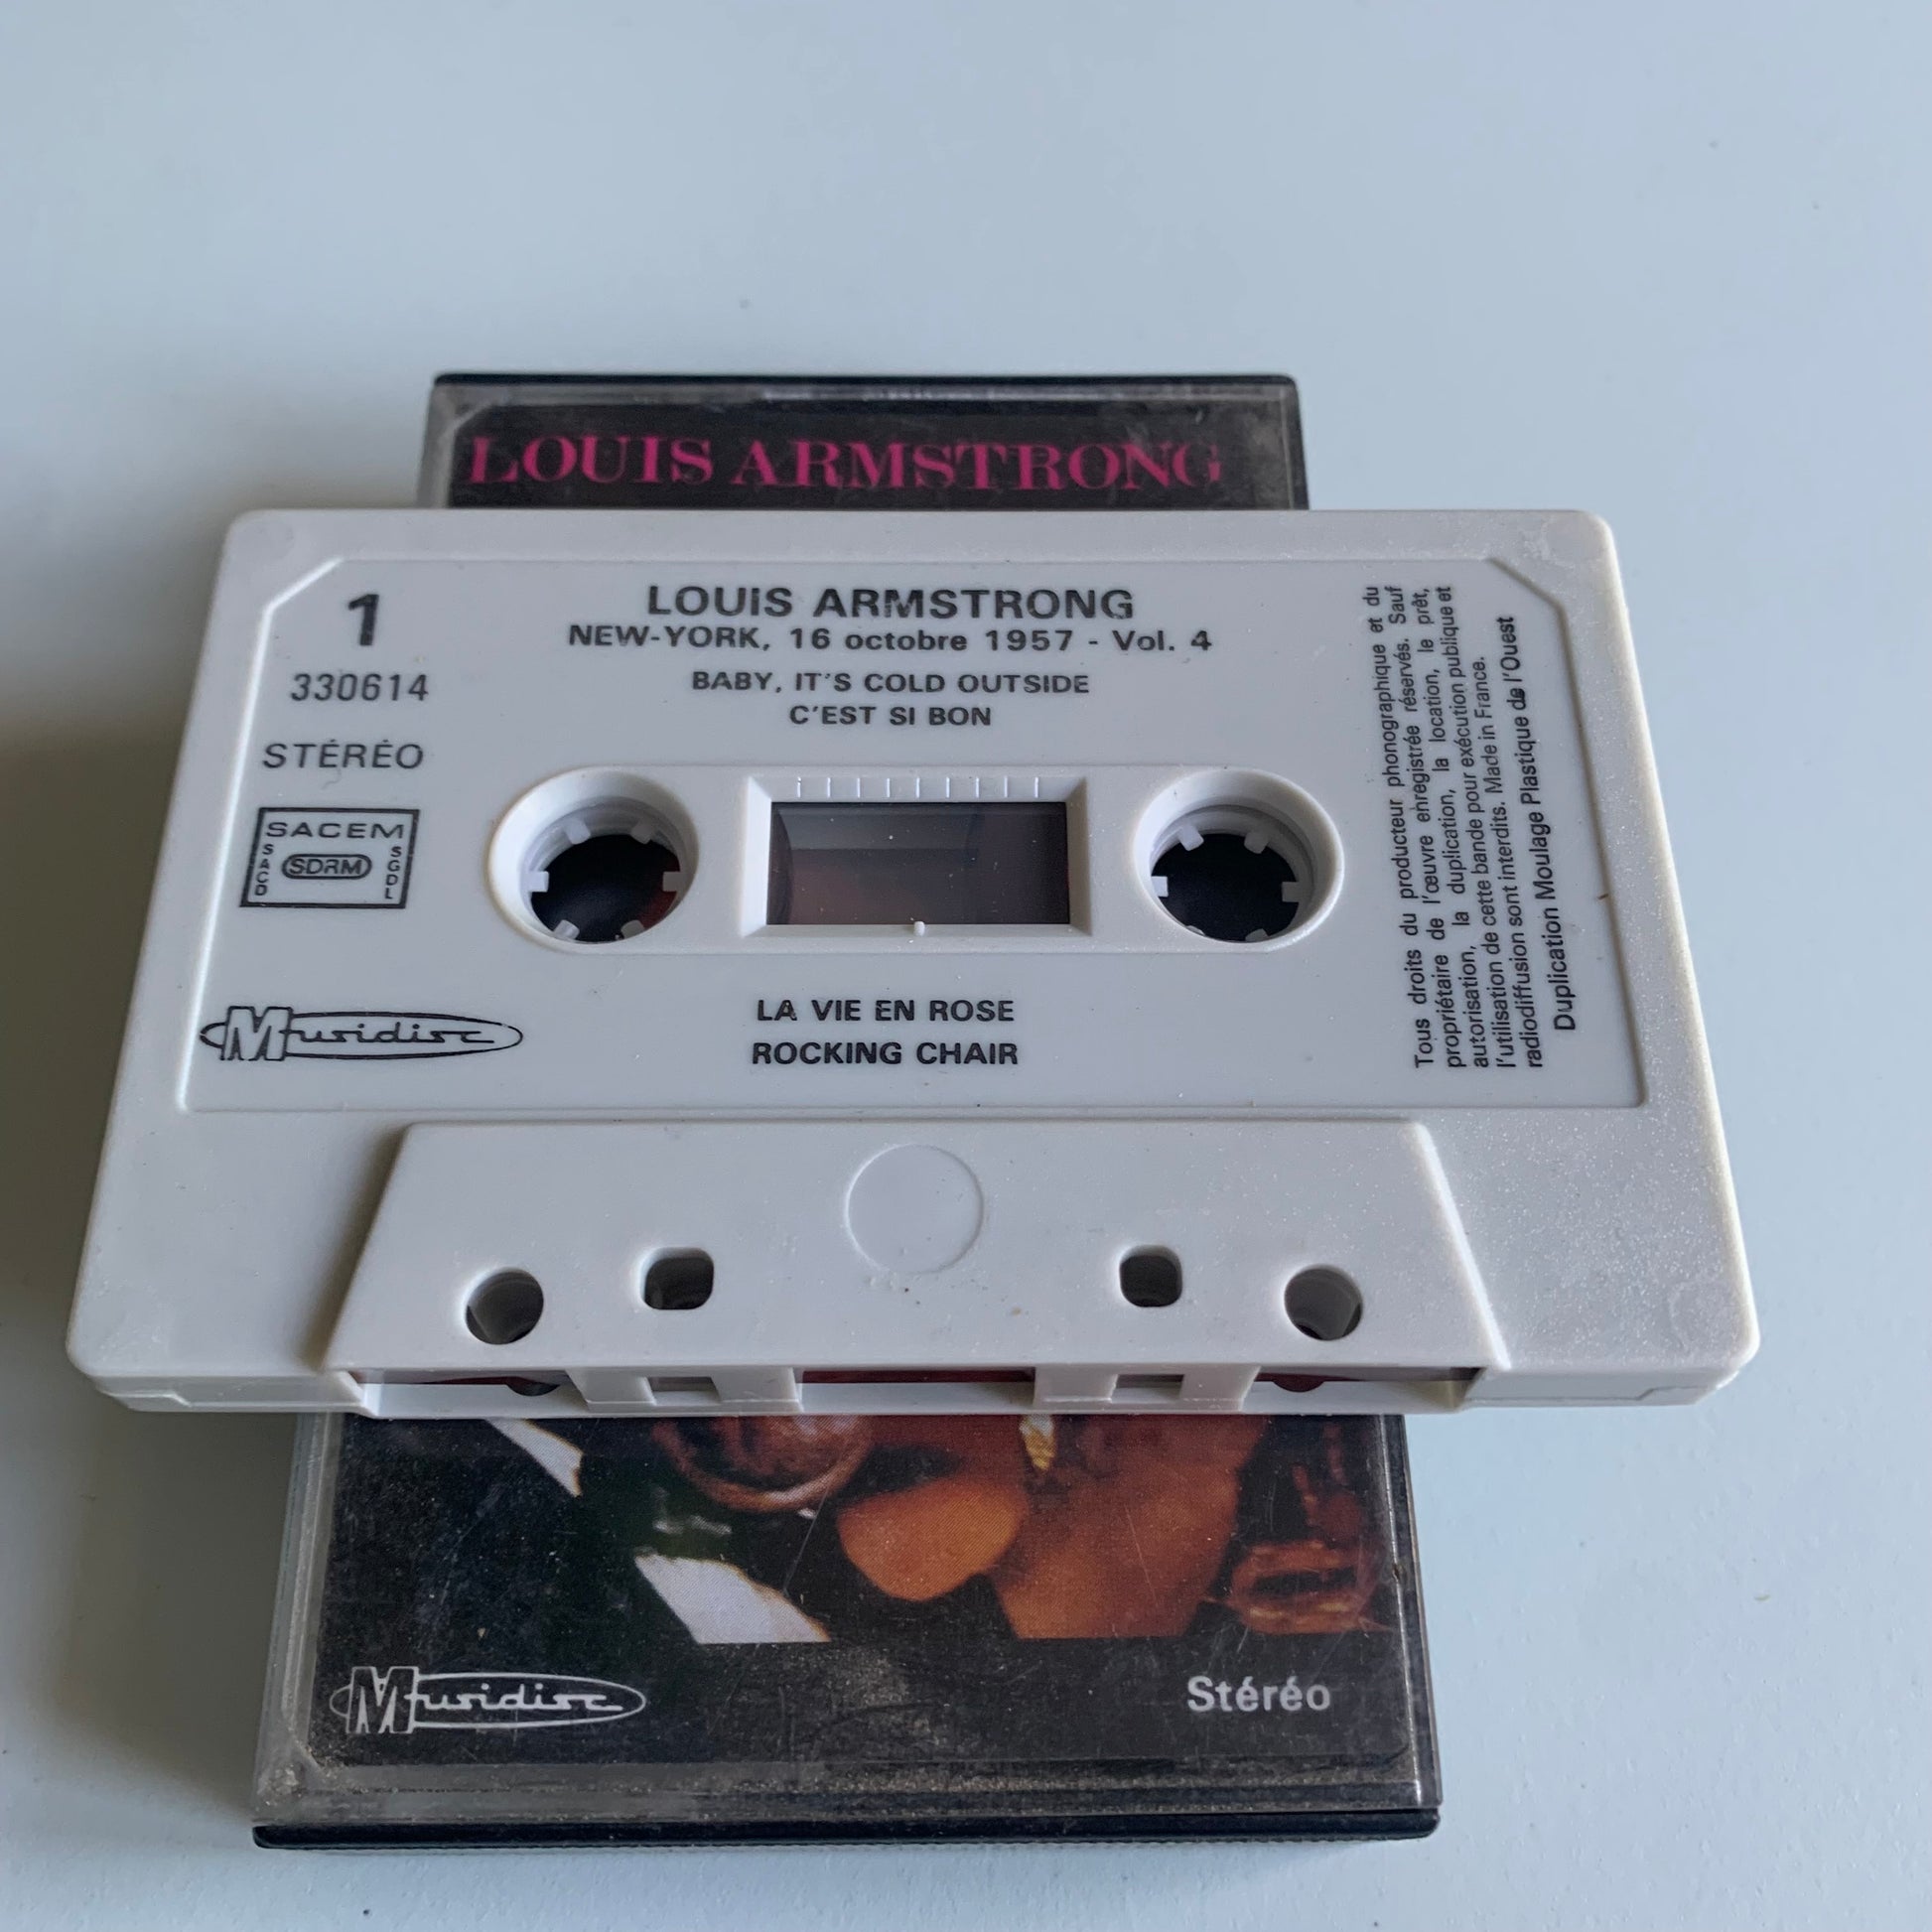 LOUIS ARMSTRONG
1
330614
STÉRÉO
SACEM
SACD
SDRM
SGDL
Musidisc
LOUIS ARMSTRONG
NEW-YORK, 16 octobre 1957 - Vol. 4
BABY, IT'S COLD OUTSIDE
C'EST SI BON
LA VIE EN ROSE
ROCKING CHAIR
Tous droits du producteur phonographique et du
propriétaire de l'œuvre enregistrée réservés. Sauf
autorisation, la duplication, la location, le prêt,
l'utilisation de cette bande pour exécution publique et
radiodiffusion sont interdits. Made in France.
Duplication Moulage Plastique de l'Ouest
Musidisc
Stéréo